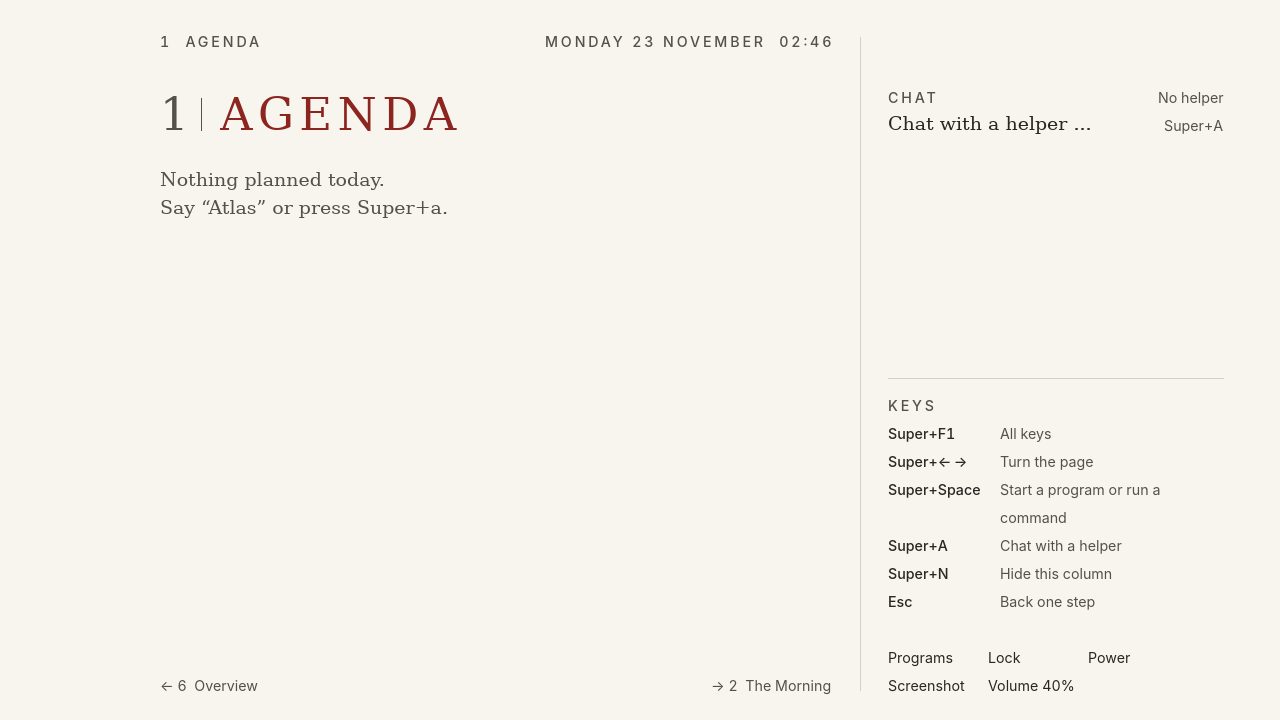 1 AGENDA
MONDAY 23 NOVEMBER 02:46
1 AGENDA
Nothing planned today.
Say “Atlas” or press Super+a.
← 6 Overview
→ 2 The Morning
CHAT No helper
Chat with a helper ... Super+A
KEYS
Super+F1 All keys
Super+← → Turn the page
Super+Space Start a program or run a
command
Super+A Chat with a helper
Super+N Hide this column
Esc Back one step
Programs Lock Power
Screenshot Volume 40%